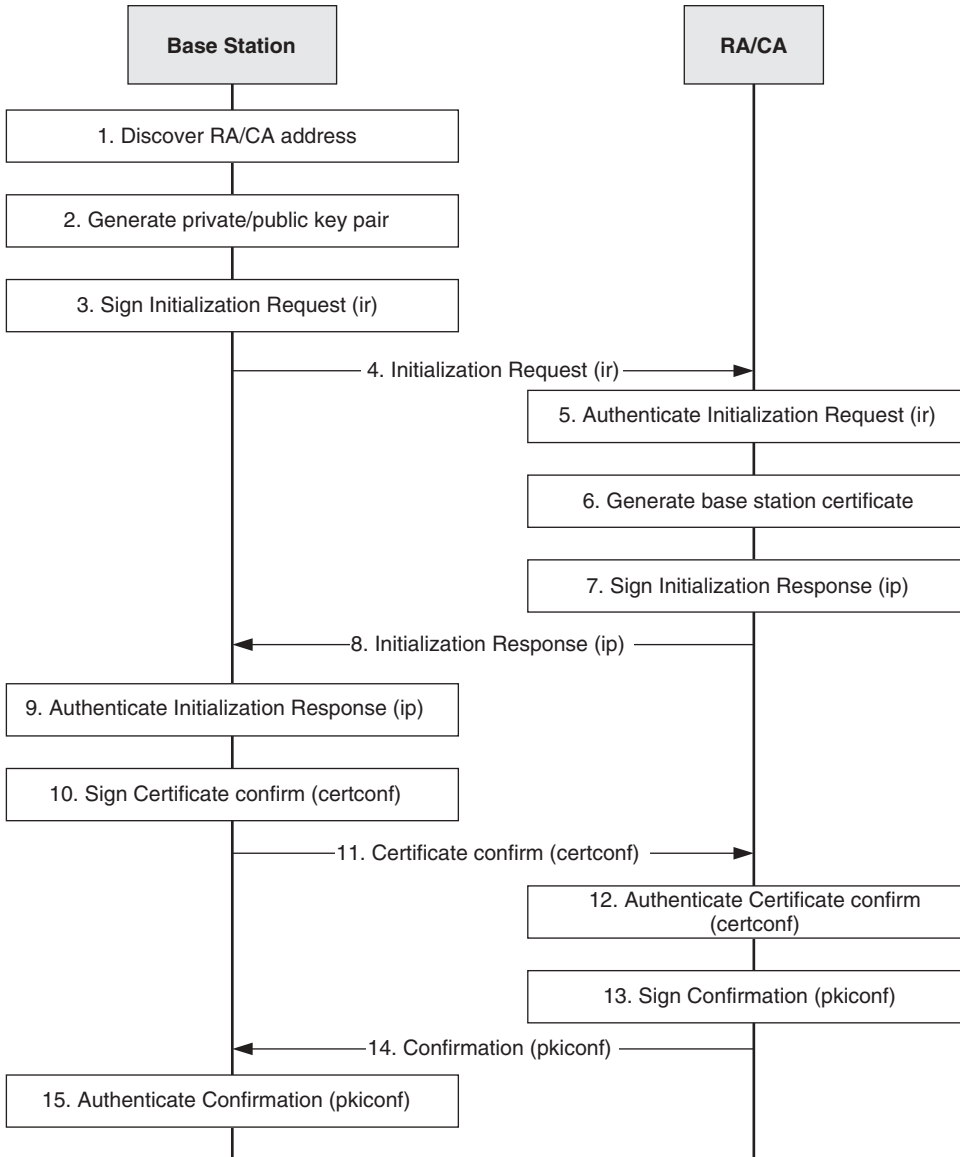 Base Station
RA/CA
1. Discover RA/CA address
2. Generate private/public key pair
3. Sign Initialization Request (ir)
4. Initialization Request (ir)
5. Authenticate Initialization Request (ir)
6. Generate base station certificate
7. Sign Initialization Response (ip)
8. Initialization Response (ip)
9. Authenticate Initialization Response (ip)
10. Sign Certificate confirm (certconf)
11. Certificate confirm (certconf)
12. Authenticate Certificate confirm
(certconf)
13. Sign Confirmation (pkiconf)
14. Confirmation (pkiconf)
15. Authenticate Confirmation (pkiconf)